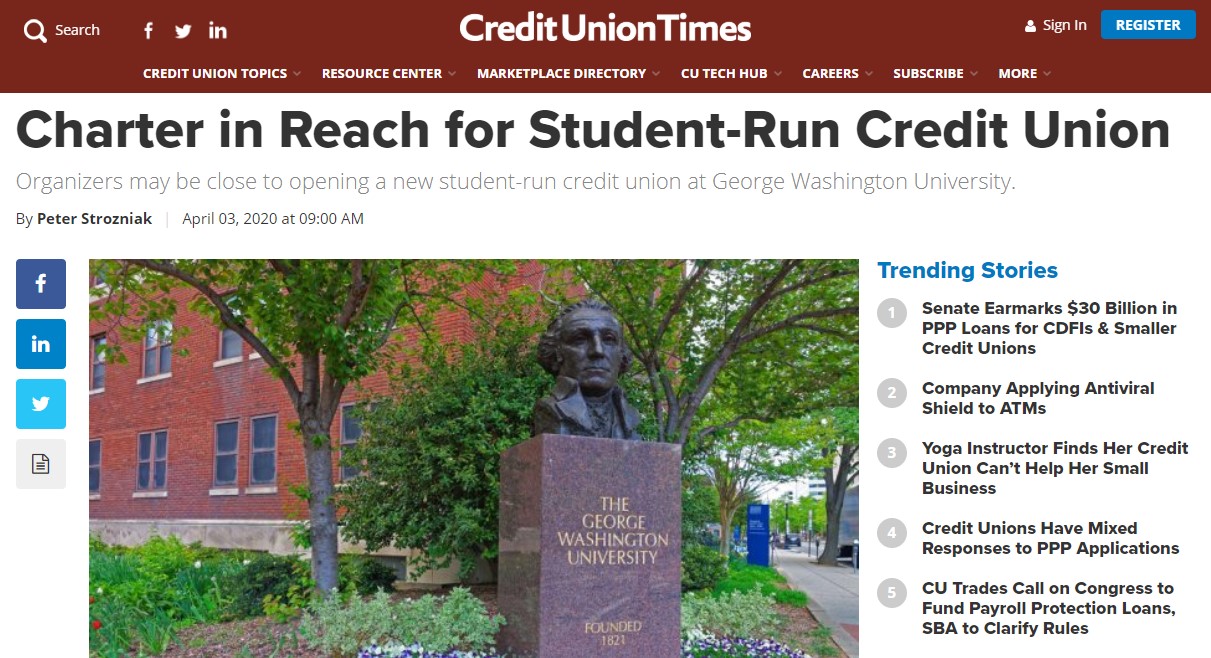 Search
f
in
Credit Union Times
Sign In
REGISTER
CREDIT UNION TOPICS
RESOURCE CENTER
MARKETPLACE DIRECTORY
CU TECH HUB
CAREERS
SUBSCRIBE
MORE
Charter in Reach for Student-Run Credit Union
Organizers may be close to opening a new student-run credit union at George Washington University.
By Peter Strozniak | April 03, 2020 at 09:00 AM
f
in
THE
GEORGE
WASHINGTON
UNIVERSITY
FOUNDED
1821
Trending Stories
1
Senate Earmarks $30 Billion in
PPP Loans for CDFIs & Smaller
Credit Unions
2
Company Applying Antiviral
Shield to ATMs
3
Yoga Instructor Finds Her Credit
Union Can’t Help Her Small
Business
4
Credit Unions Have Mixed
Responses to PPP Applications
5
CU Trades Call on Congress to
Fund Payroll Protection Loans,
SBA to Clarify Rules